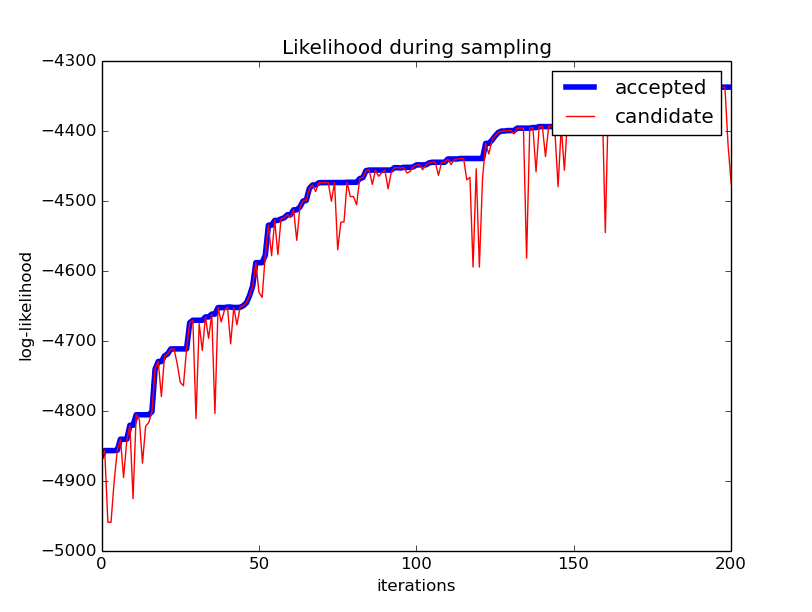 Likelihood during sampling
accepted
candidate
−4300
−4400
−4500
−4600
−4700
−4800
−4900
−5000
log-likelihood
0
50
100
150
200
iterations